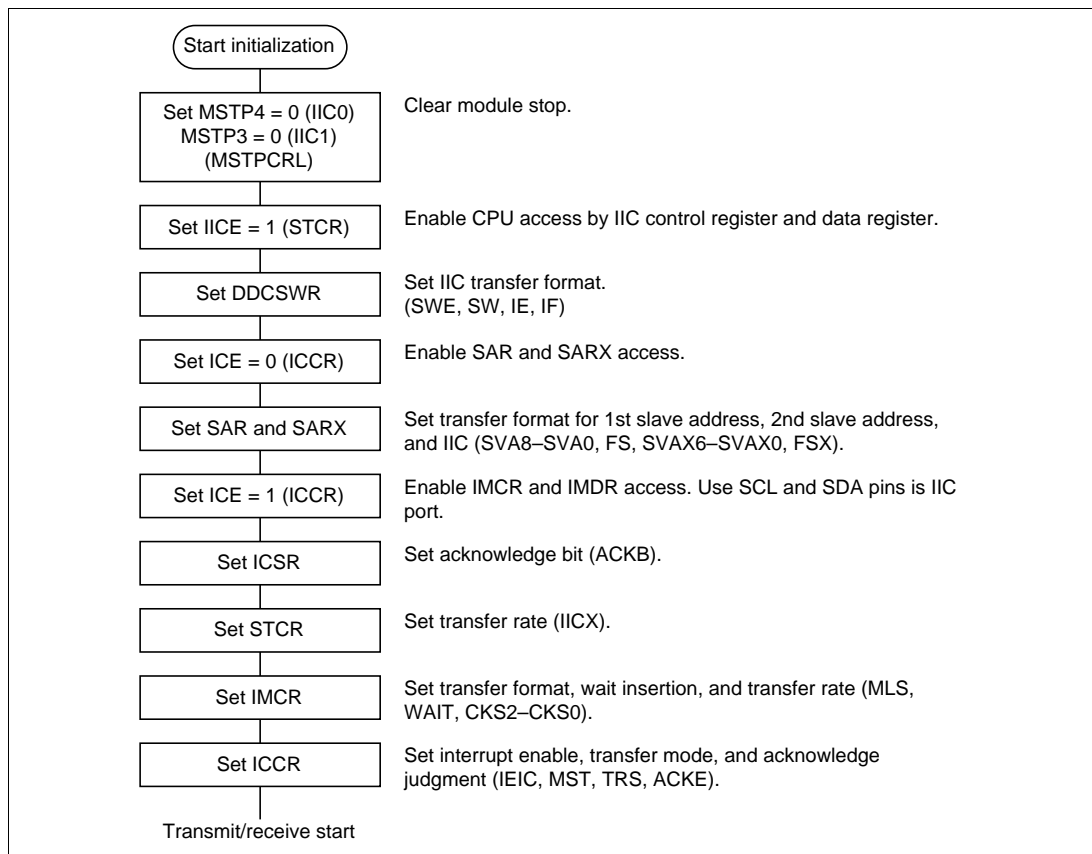 Start initialization
Set MSTP4 = 0 (IIC0)
MSTP3 = 0 (IIC1)
(MSTPCRL)
Clear module stop.
Set IICE = 1 (STCR)
Enable CPU access by IIC control register and data register.
Set DDCSWR
Set IIC transfer format.
(SWE, SW, IE, IF)
Set ICE = 0 (ICCR)
Enable SAR and SARX access.
Set SAR and SARX
Set transfer format for 1st slave address, 2nd slave address,
and IIC (SVA8–SVA0, FS, SVAX6–SVAX0, FSX).
Set ICE = 1 (ICCR)
Enable IMCR and IMDR access. Use SCL and SDA pins is IIC
port.
Set ICSR
Set acknowledge bit (ACKB).
Set STCR
Set transfer rate (IICX).
Set IMCR
Set transfer format, wait insertion, and transfer rate (MLS,
WAIT, CKS2–CKS0).
Set ICCR
Set interrupt enable, transfer mode, and acknowledge
judgment (IEIC, MST, TRS, ACKE).
Transmit/receive start